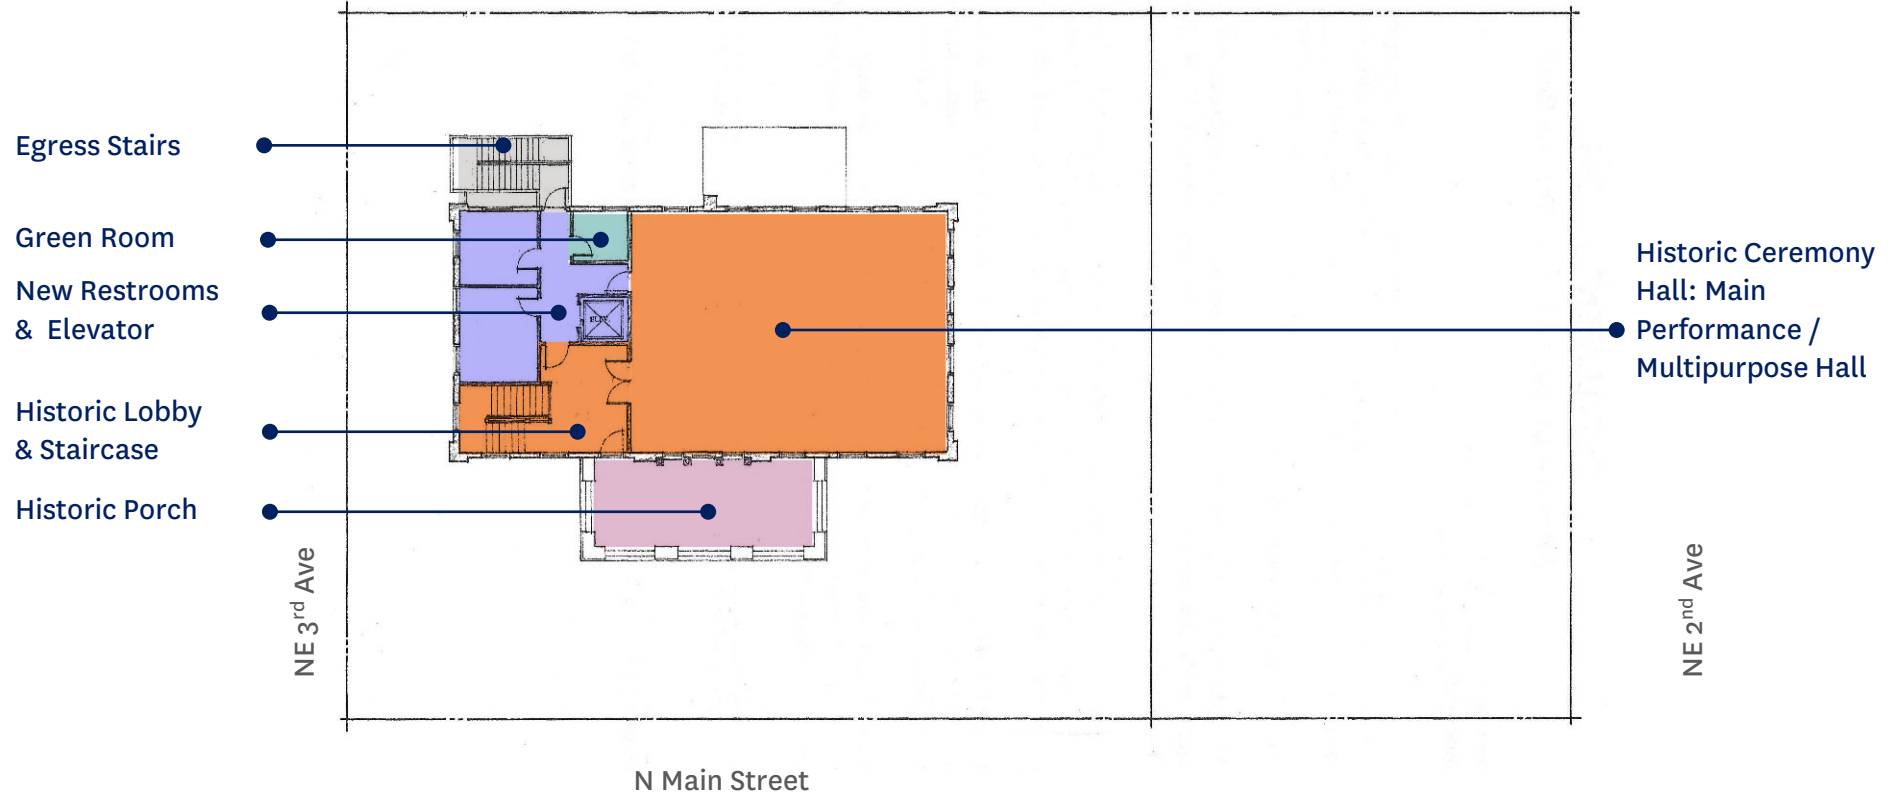 Egress Stairs
Green Room
New Restrooms
& Elevator
Historic Lobby
& Staircase
Historic Porch
Historic Ceremony
Hall: Main
Performance /
Multipurpose Hall
ELEV.
NE 3rd Ave
NE 2nd Ave
N Main Street